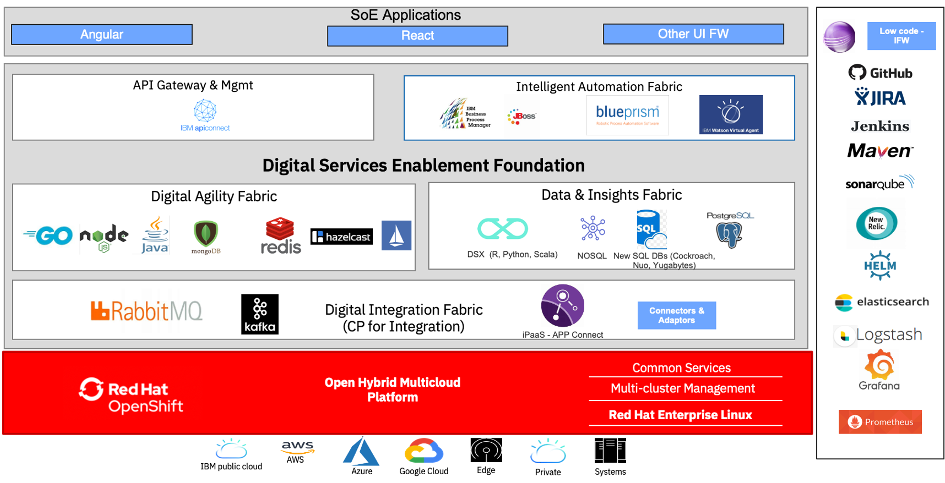 SoE Applications
Angular
React
Other UI FW
API Gateway & Mgmt
IBM apiconnect
Intelligent Automation Fabric
IBM
Business
Process
Manager
JBoss
blueprism
IBM Watson Virtual Agent
Digital Services Enablement Foundation
Digital Agility Fabric
GO
node
JS
Java
mongoDB
redis
hazelcast
Data & Insights Fabric
DSX (R, Python, Scala)
NOSQL
SQL
New SQL DBs (Cockroach,
Nuo, Yugabytes)
PostgreSQL
RabbitMQ
kafka
Digital Integration Fabric
(CP for Integration)
iPaaS - APP Connect
Connectors &
Adaptors
Red Hat
OpenShift
Open Hybrid Multicloud
Platform
Common Services
Multi-cluster Management
Red Hat Enterprise Linux
IBM public cloud
aws
AWS
Azure
Google Cloud
Edge
Private
Systems
Low code -
IFW
GitHub
JIRA
Jenkins
Maven
sonarqube
New
Relic.
HELM
elasticsearch
Logstash
Grafana
Prometheus